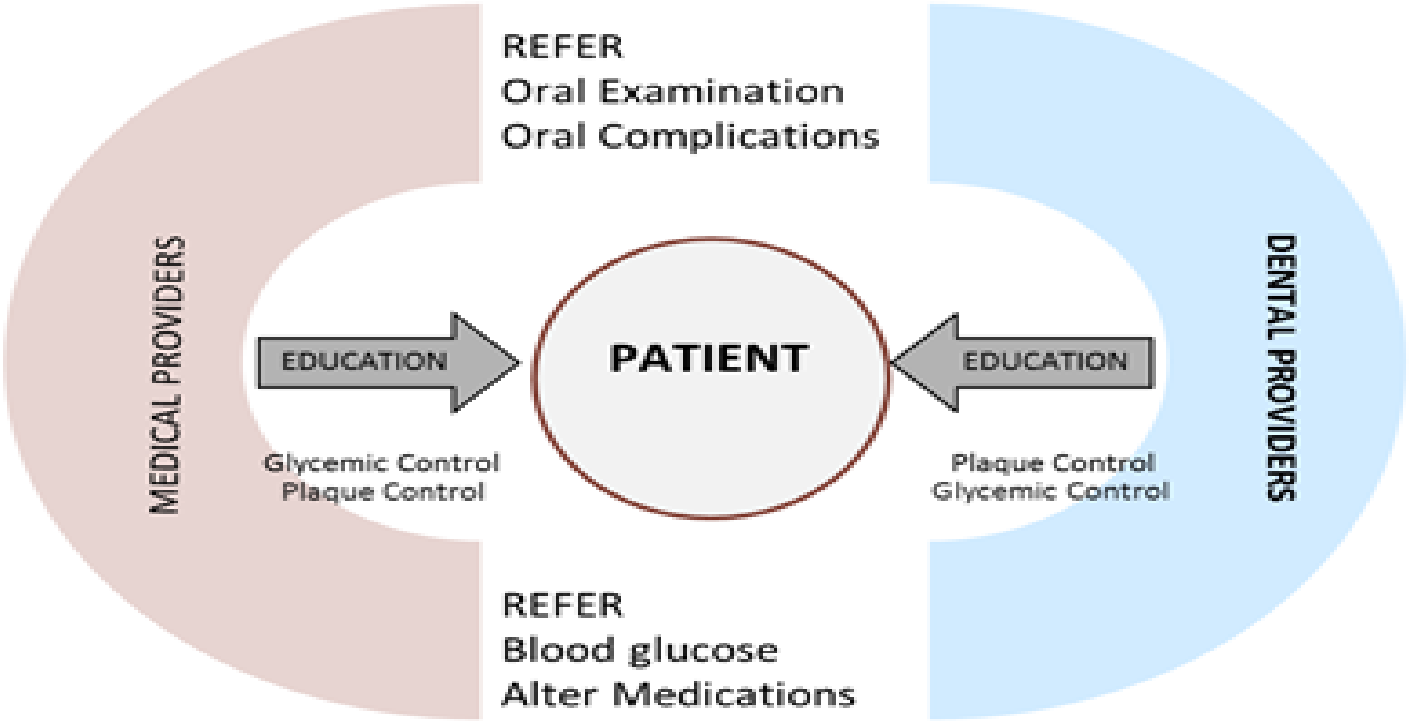 REFER
Oral Examination
Oral Complications
MEDICAL PROVIDERS
EDUCATION
Glycemic Control
Plaque Control
PATIENT
EDUCATION
Plaque Control
Glycemic Control
DENTAL PROVIDERS
REFER
Blood glucose
Alter Medications